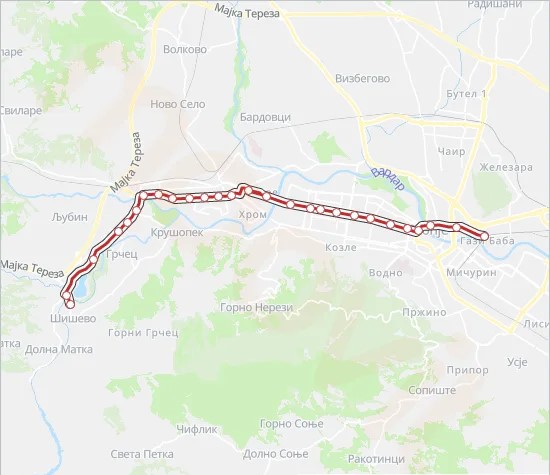 Мајка Тереза
Радишани
Волково
Визбегово
Бутел 1
Ново Село
Свиларе
Бардовци
Чаир
Железара
Мајка Тереза
Вардар
Љубин
Хром
Крушопек
Гази Баба
Козле
Грчец
Мајка Тереза
Водно
Мичурин
Шишево
Горно Нерези
Пржино
Горни Грчец
Лиси
Долна Матка
Усје
Припор
Сопиште
Чифлик
Горно Соње
Света Петка
Долно Соње
Ракотинци